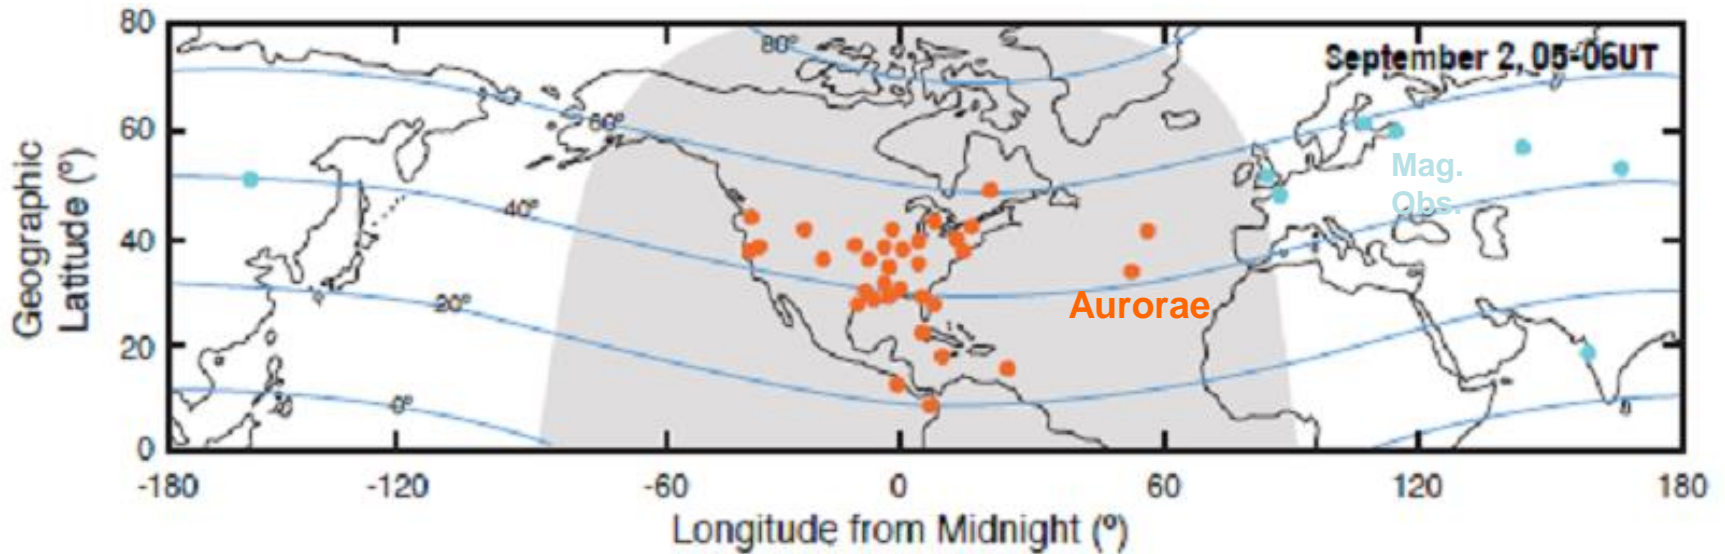 80
80°
September 2, 05-06UT
60
60°
Mag.
Obs.
40
40°
Aurorae
20
20°
0
0°
Geographic
Latitude (º)
-180 -120 -60 0 60 120 180
Longitude from Midnight (º)